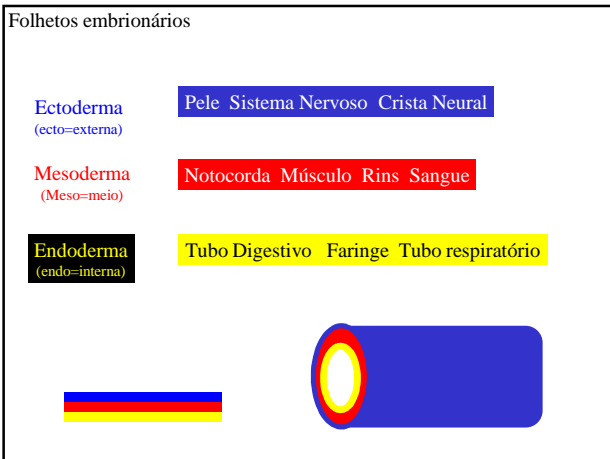 Folhetos embrionários
Ectoderma
(ecto=externa)
Pele Sistema Nervoso Crista Neural
Mesoderma
(Meso=meio)
Notocorda Músculo Rins Sangue
Endoderma
(endo=interna)
Tubo Digestivo Faringe Tubo respiratório